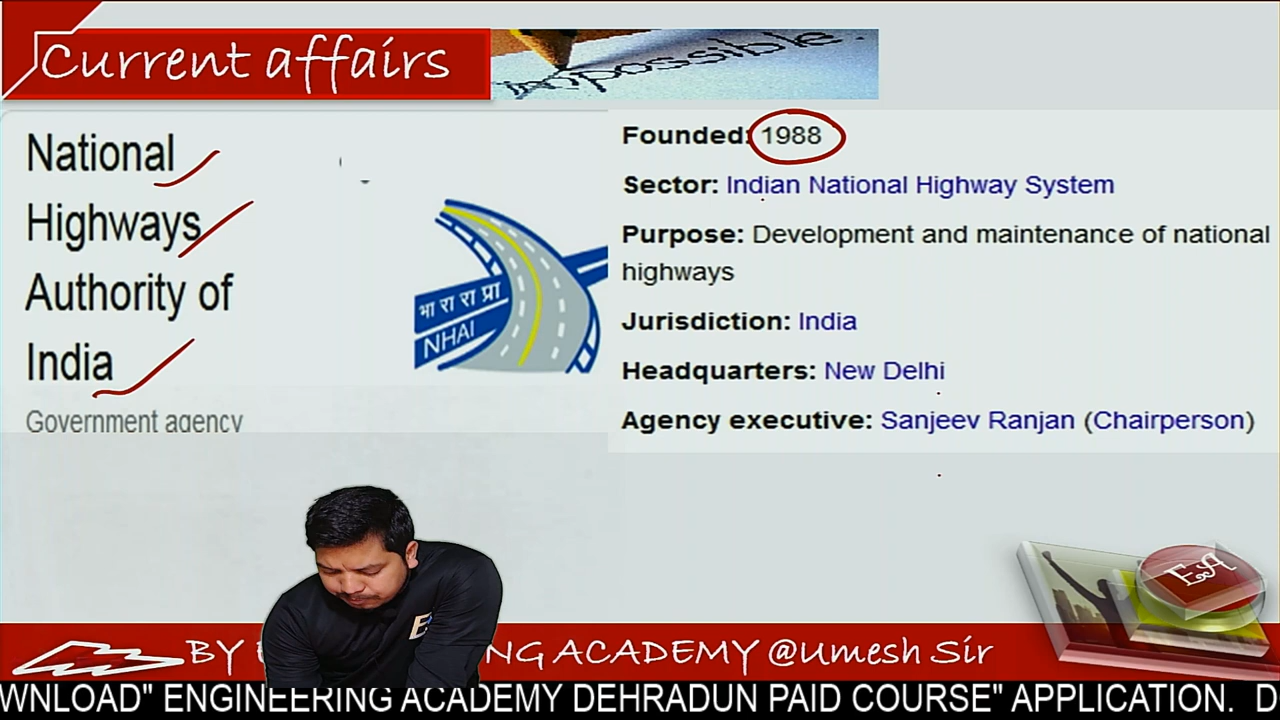 Current affairs
impossible.
National
Highways
Authority of
India
Government agency
भा रा रा प्रा
NHAI
Founded: 1988
Sector: Indian National Highway System
Purpose: Development and maintenance of national
highways
Jurisdiction: India
Headquarters: New Delhi
Agency executive: Sanjeev Ranjan (Chairperson)
E
EA
BY E NG ACADEMY @Umesh Sir
WNLOAD" ENGINEERING ACADEMY DEHRADUN PAID COURSE" APPLICATION. D